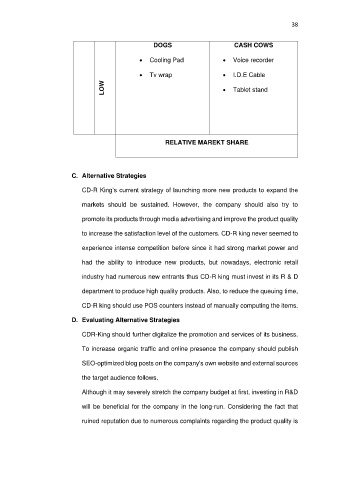 38
DOGS CASH COWS
• Cooling Pad • Voice recorder
• Tv wrap • I.D.E Cable
• Tablet stand
LOW
RELATIVE MAREKT SHARE
C. Alternative Strategies
CD-R King's current strategy of launching more new products to expand the
markets should be sustained. However, the company should also try to
promote its products through media advertising and improve the product quality
to increase the satisfaction level of the customers. CD-R king never seemed to
experience intense competition before since it had strong market power and
had the ability to introduce new products, but nowadays, electronic retail
industry had numerous new entrants thus CD-R king must invest in its R & D
department to produce high quality products. Also, to reduce the queuing time,
CD-R king should use POS counters instead of manually computing the items.
D. Evaluating Alternative Strategies
CDR-King should further digitalize the promotion and services of its business.
To increase organic traffic and online presence the company should publish
SEO-optimized blog posts on the company's own website and external sources
the target audience follows.
Although it may severely stretch the company budget at first, investing in R&D
will be beneficial for the company in the long-run. Considering the fact that
ruined reputation due to numerous complaints regarding the product quality is